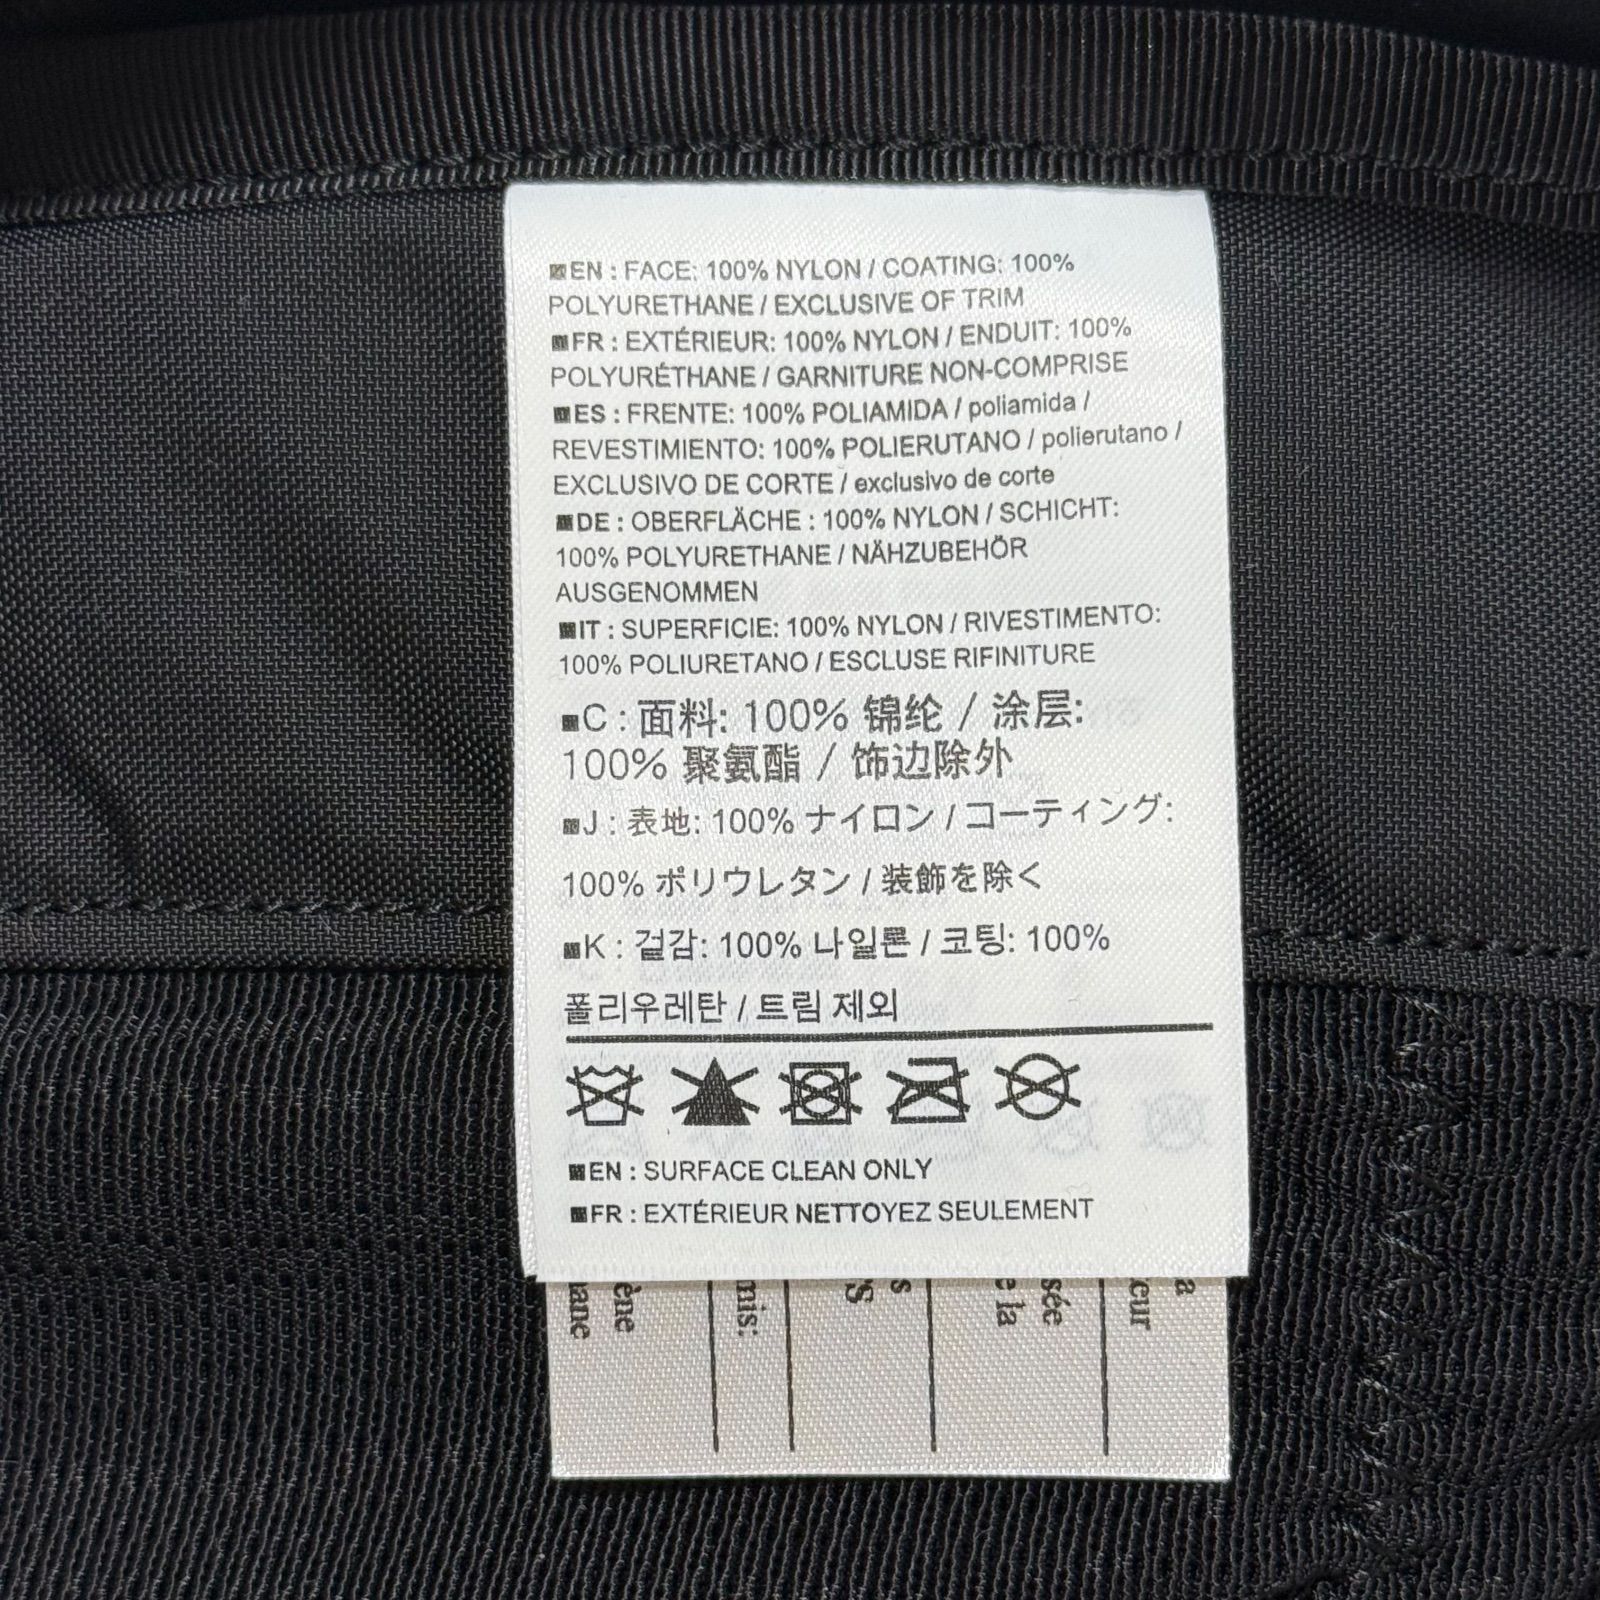 EN : FACE: 100% NYLON / COATING: 100%
POLYURETHANE / EXCLUSIVE OF TRIM
FR : EXTÉRIEUR: 100% NYLON / ENDUIT: 100%
POLYURÉTHANE / GARNITURE NON-COMPRISE
ES : FRENTE: 100% POLIAMIDA / poliamida /
REVESTIMIENTO: 100% POLIERUTANO / polierutano /
EXCLUSIVO DE CORTE / exclusivo de corte
DE : OBERFLÄCHE : 100% NYLON / SCHICHT:
100% POLYURETHANE / NÄHZUBEHÖR
AUSGENOMMEN
IT : SUPERFICIE: 100% NYLON / RIVESTIMENTO:
100% POLIURETANO / ESCLUSE RIFINITURE
C : 面料: 100% 锦纶 / 涂层:
100% 聚氨酯 / 饰边除外
J : 表地: 100% ナイロン / コーティング:
100% ポリウレタン / 装飾を除く
K : 겉감: 100% 나일론 / 코팅: 100%
폴리우레탄 / 트림 제외
EN : SURFACE CLEAN ONLY
FR : EXTÉRIEUR NETTOYEZ SEULEMENT